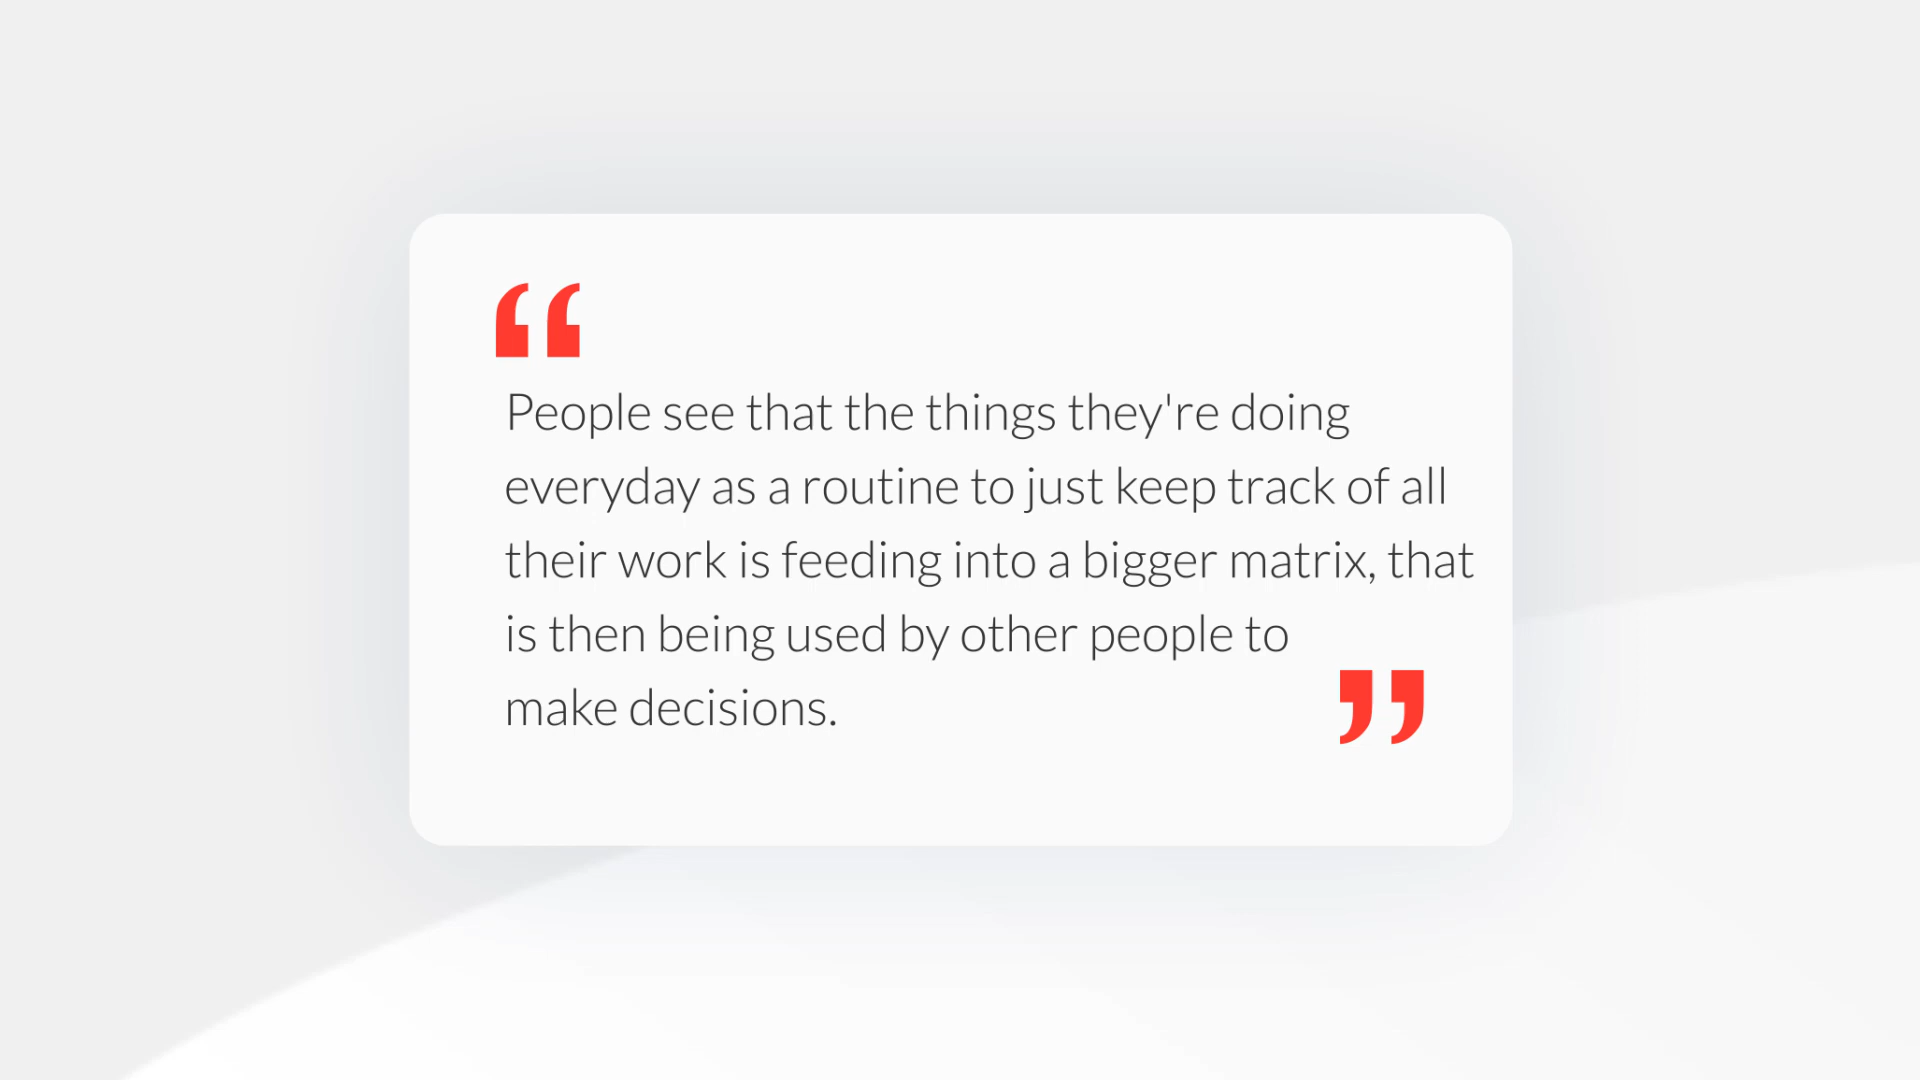 “
People see that the things they're doing
everyday as a routine to just keep track of all
their work is feeding into a bigger matrix, that
is then being used by other people to
make decisions.
”